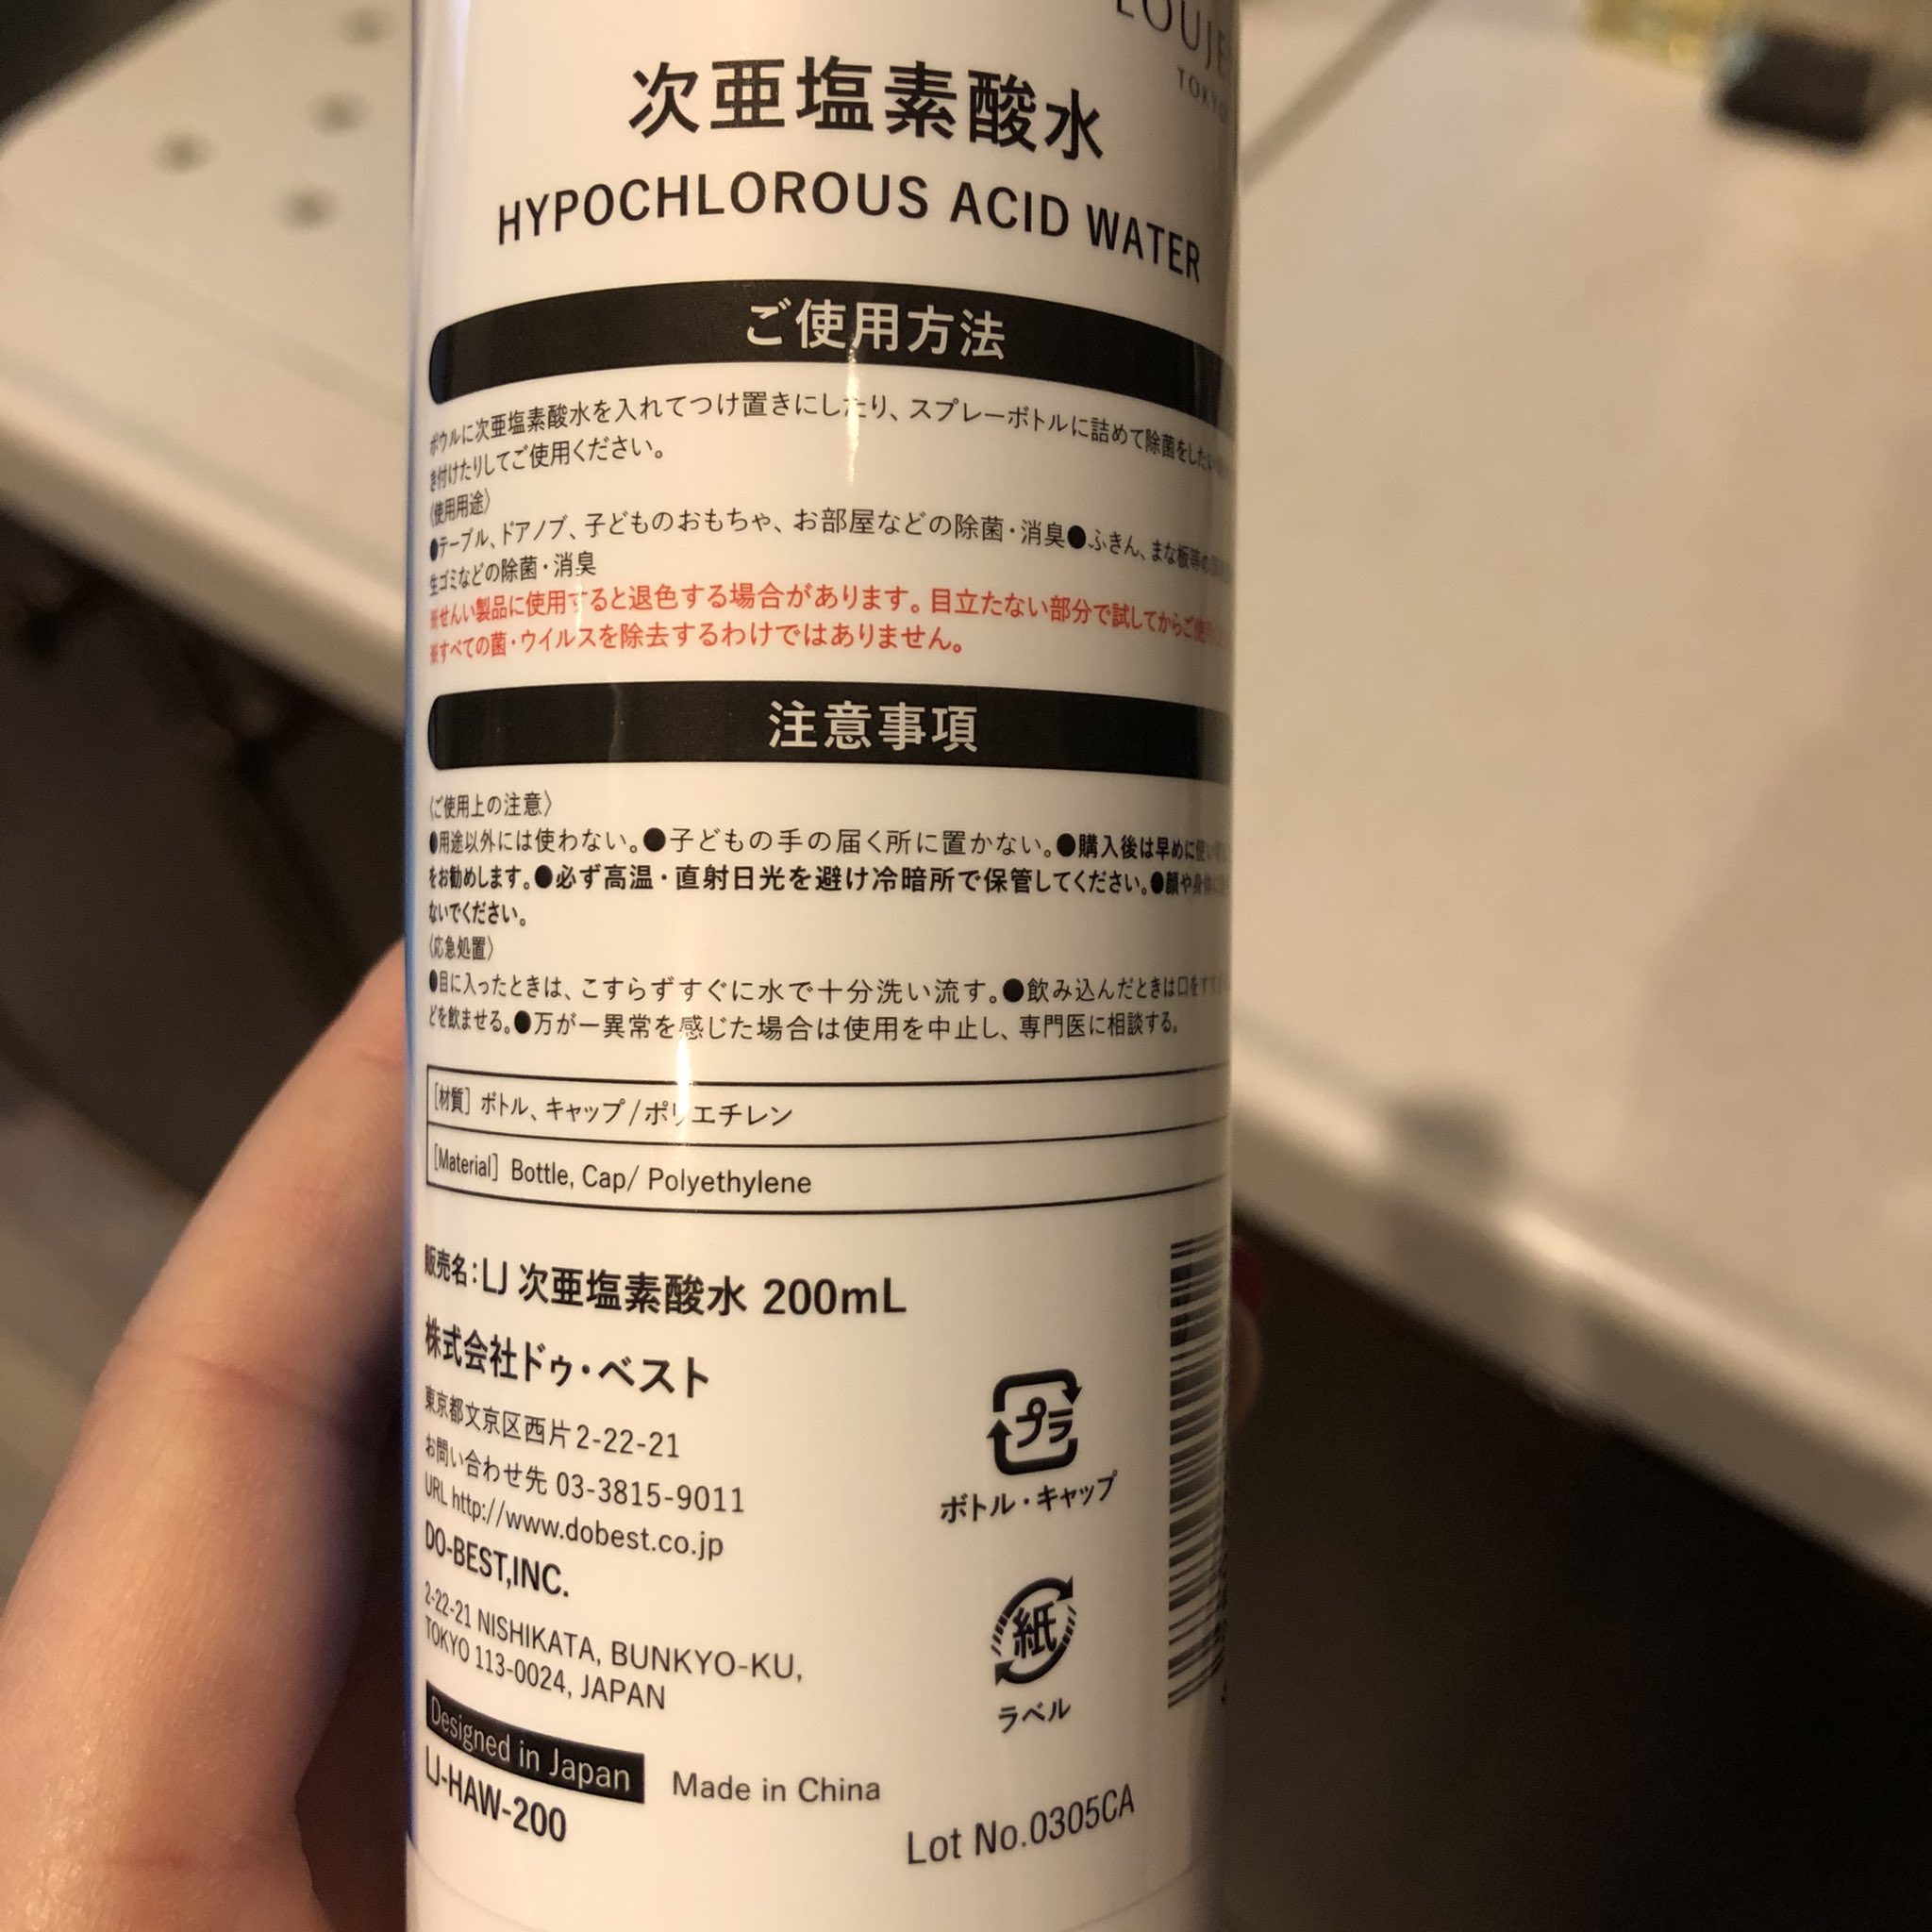 TOKYO
次亜塩素酸水
HYPOCHLOROUS ACID WATER
ご使用方法
ボウルに次亜塩素酸水を入れてつけ置きにしたり、スプレーボトルに詰めて除菌をした
き付けたりしてご使用ください。
〈使用用途〉
●テーブル、ドアノブ、子どものおもちゃ、お部屋などの除菌・消臭●ふきん、まな板等の
生ゴミなどの除菌・消臭
※せんい製品に使用すると退色する場合があります。目立たない部分で試してからご使用
※すべての菌・ウイルスを除去するわけではありません。
注意事項
〈ご使用上の注意〉
●用途以外には使わない。●子どもの手の届く所に置かない。●購入後は早めに
をお勧めします。●必ず高温・直射日光を避け冷暗所で保管してください。●顔や身体
ないでください。
〈応急処置〉
●目に入ったときは、こすらずすぐに水で十分洗い流す。●飲み込んだときは口を
どを飲ませる。●万が一異常を感じた場合は使用を中止し、専門医に相談する。
[材質] ボトル、キャップ/ポリエチレン
[Material] Bottle, Cap/ Polyethylene
販売名:LJ 次亜塩素酸水 200mL
株式会社ドゥ・ベスト
東京都文京区西片2-22-21
お問い合わせ先 03-3815-9011
URL http://www.dobest.co.jp
DO-BEST,INC.
2-22-21 NISHIKATA, BUNKYO-KU,
TOKYO 113-0024, JAPAN
Designed in Japan Made in China
LJ-HAW-200
プラ
ボトル・キャップ
紙
ラベル
Lot No.0305CA